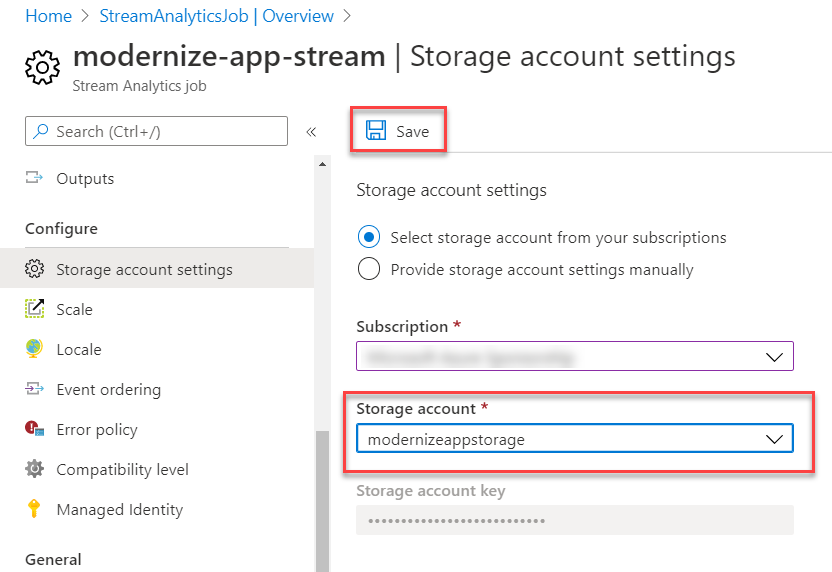 Home > StreamAnalyticsJob | Overview >
modernize-app-stream | Storage account settings
Stream Analytics job
Search (Ctrl+/)
«
Save
Outputs
Configure
Storage account settings
Scale
Locale
Event ordering
Error policy
Compatibility level
Managed Identity
General
Storage account settings
Select storage account from your subscriptions
Provide storage account settings manually
Subscription *
Storage account *
modernizeappstorage
Storage account key
•••••••••••••••••••••••••••